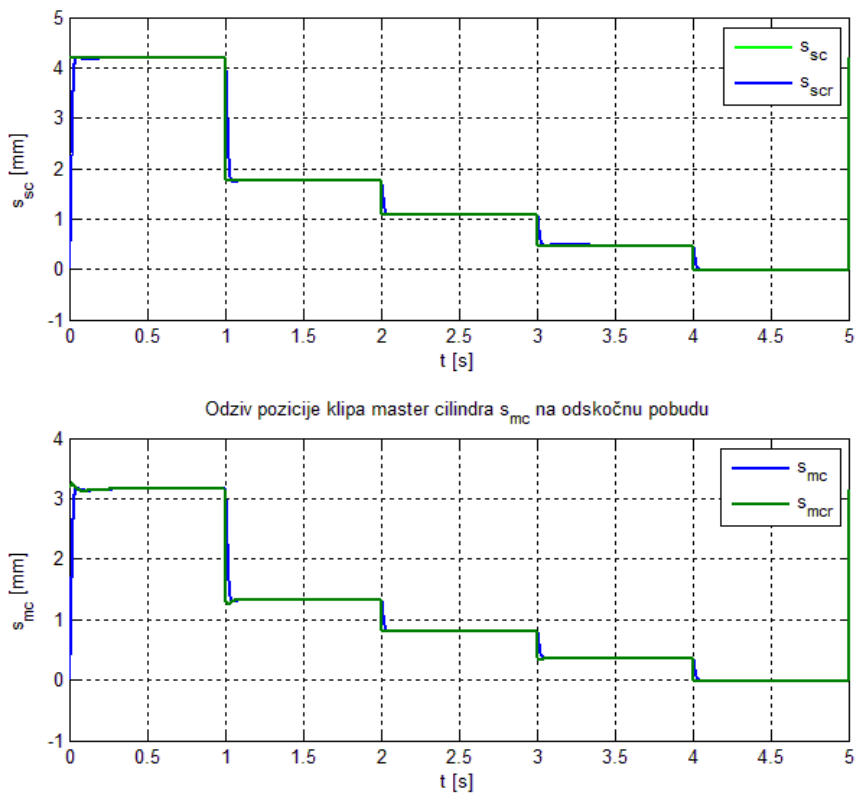 5
4
3
2
1
0
-1
s_sc [mm]
s_sc
s_scr
0 0.5 1 1.5 2 2.5 3 3.5 4 4.5 5
t [s]
Odziv pozicije klipa master cilindra s_mc na odskočnu pobudu
4
3
2
1
0
-1
s_mc [mm]
s_mc
s_mcr
0 0.5 1 1.5 2 2.5 3 3.5 4 4.5 5
t [s]